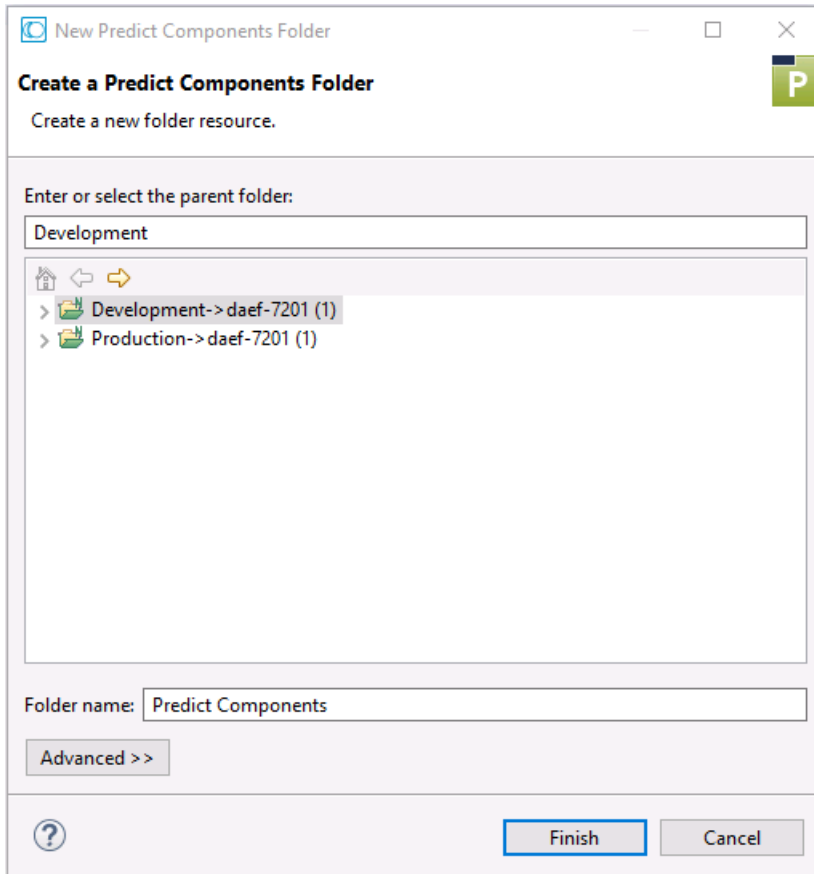 New Predict Components Folder
Create a Predict Components Folder
P
Create a new folder resource.
Enter or select the parent folder:
Development
Development->daef-7201 (1)
Production->daef-7201 (1)
Folder name: Predict Components
Advanced >>
? Finish Cancel